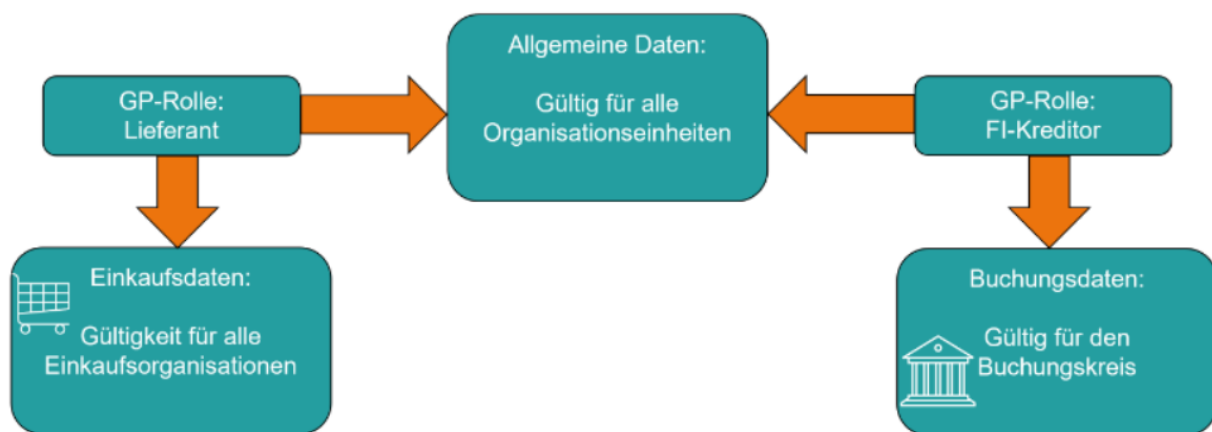 Allgemeine Daten:
Gültig für alle
Organisationseinheiten
GP-Rolle:
Lieferant
GP-Rolle:
FI-Kreditor
Einkaufsdaten:
Gültigkeit für alle
Einkaufsorganisationen
Buchungsdaten:
Gültig für den
Buchungskreis